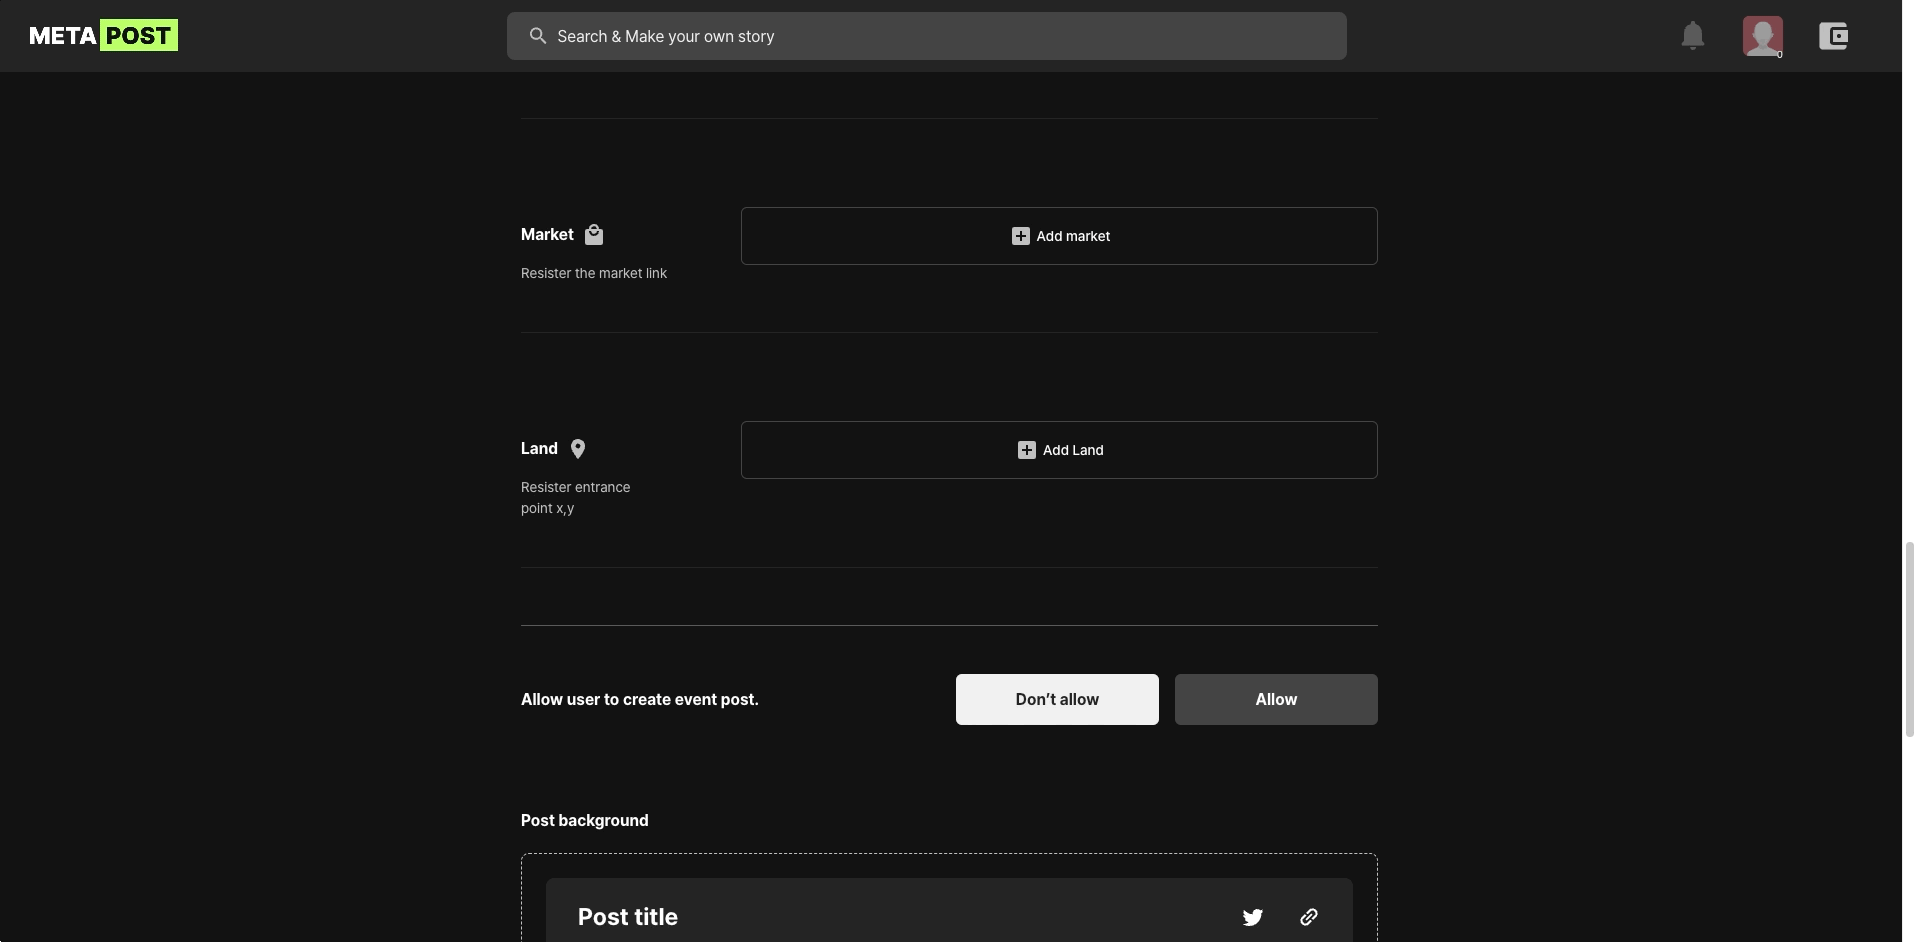 META POST
Search & Make your own story
0
Market
Add market
Resister the market link
Land
Add Land
Resister entrance
point x,y
Allow user to create event post.
Don’t allow
Allow
Post background
Post title